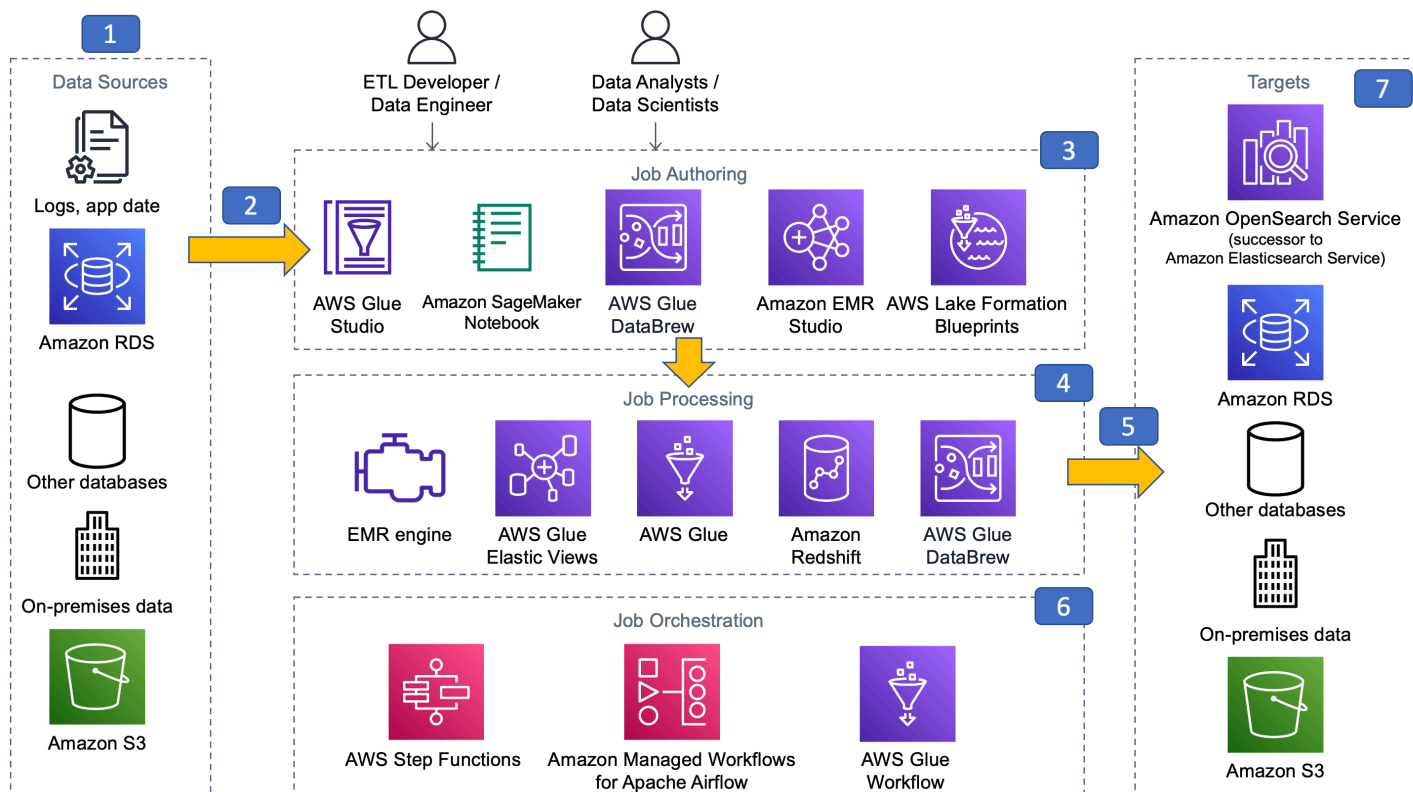 1
Data Sources
Logs, app date
Amazon RDS
Other databases
On-premises data
Amazon S3
2
ETL Developer /
Data Engineer
Data Analysts /
Data Scientists
3
Job Authoring
AWS Glue
Studio
Amazon SageMaker
Notebook
AWS Glue
DataBrew
Amazon EMR
Studio
AWS Lake Formation
Blueprints
4
Job Processing
EMR engine
AWS Glue
Elastic Views
AWS Glue
Amazon
Redshift
AWS Glue
DataBrew
5
6
Job Orchestration
AWS Step Functions
Amazon Managed Workflows
for Apache Airflow
AWS Glue
Workflow
7
Targets
Amazon OpenSearch Service
(successor to
Amazon Elasticsearch Service)
Amazon RDS
Other databases
On-premises data
Amazon S3